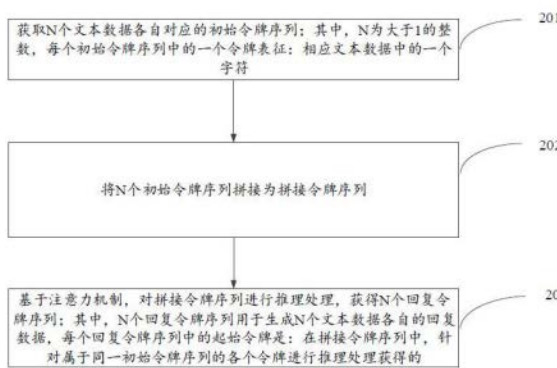 获取N个文本数据各自对应的初始令牌序列；其中，N为大于1的整
数，每个初始令牌序列中的一个令牌表征：相应文本数据中的一个
字符
201
将N个初始令牌序列拼接为拼接令牌序列
202
基于注意力机制，对拼接令牌序列进行推理处理，获得N个回复令
牌序列；其中，N个回复令牌序列用于生成N个文本数据各自的回复
数据，每个回复令牌序列中的起始令牌是：在拼接令牌序列中，针
对属于同一初始令牌序列的各个令牌进行推理处理获得的
20